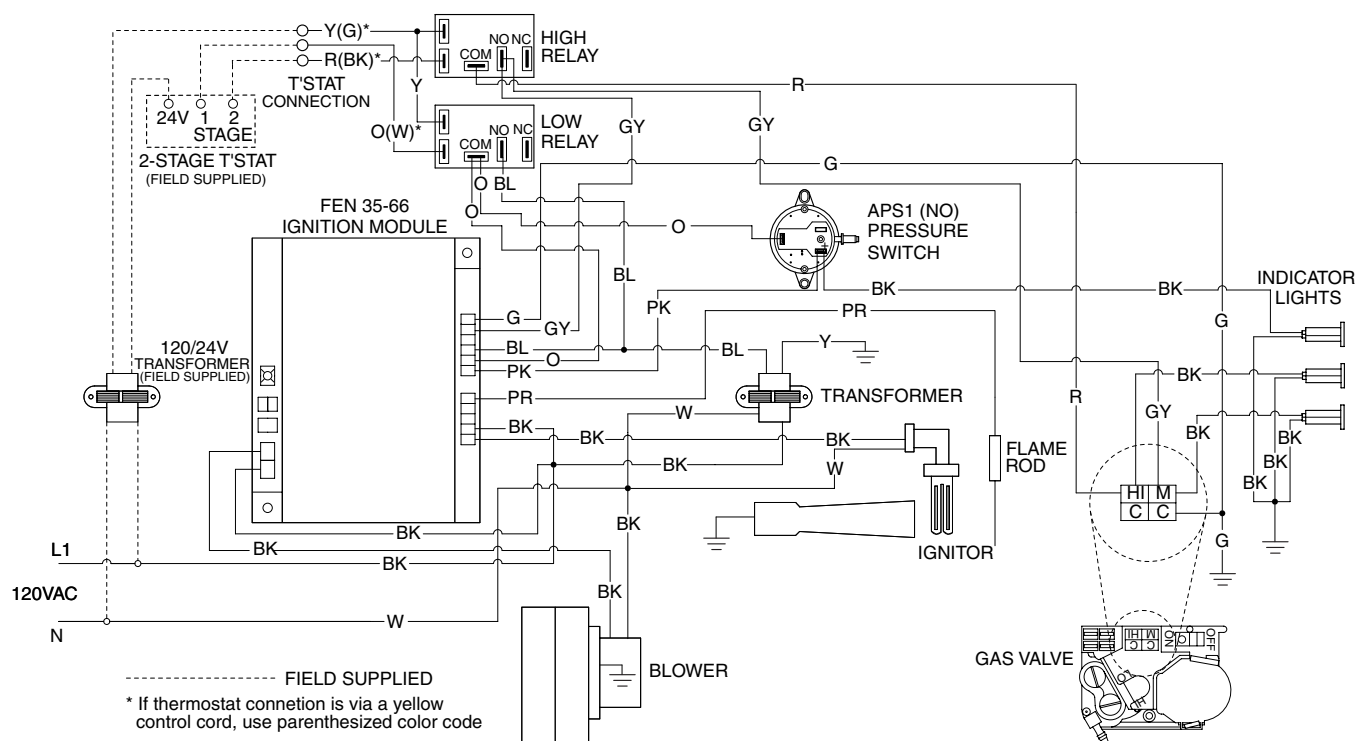 Y(G)*
R(BK)*
T'STAT
CONNECTION
24V 1 2
STAGE
2-STAGE T'STAT
(FIELD SUPPLIED)
Y
O(W)*
COM NO NC
HIGH
RELAY
COM NO NC
LOW
RELAY
O BL
O
GY
GY
R
G
O
BL
FEN 35-66
IGNITION MODULE
APS1 (NO)
PRESSURE
SWITCH
G
GY
BL
O
PK
PK
BL
Y
PR
BK
BK
INDICATOR
LIGHTS
G
120/24V
TRANSFORMER
(FIELD SUPPLIED)
PR
BK
BK
W
TRANSFORMER
BK
W
BK
IGNITOR
FLAME
ROD
R
GY
BK
BK
BK
BK
BK
HI M
C C
G
BK
BK
BK
BK
BK
L1
120VAC
N
W
BLOWER
GAS VALVE
HI M
C C
ON
OFF
FIELD SUPPLIED
* If thermostat connetion is via a yellow
control cord, use parenthesized color code